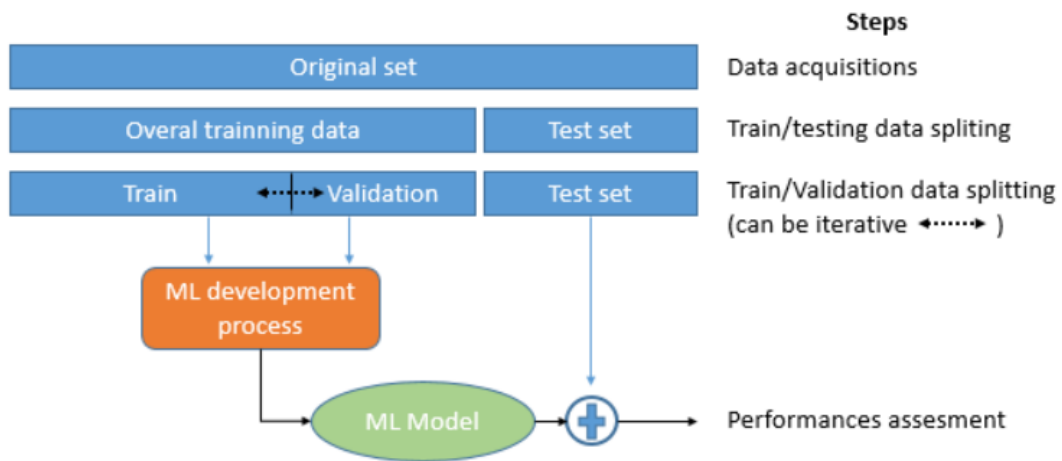 Steps
Original set
Data acquisitions
Overal trainning data
Test set
Train/testing data spliting
Train
Validation
Test set
Train/Validation data splitting
(can be iterative )
ML development
process
ML Model
Performances assesment